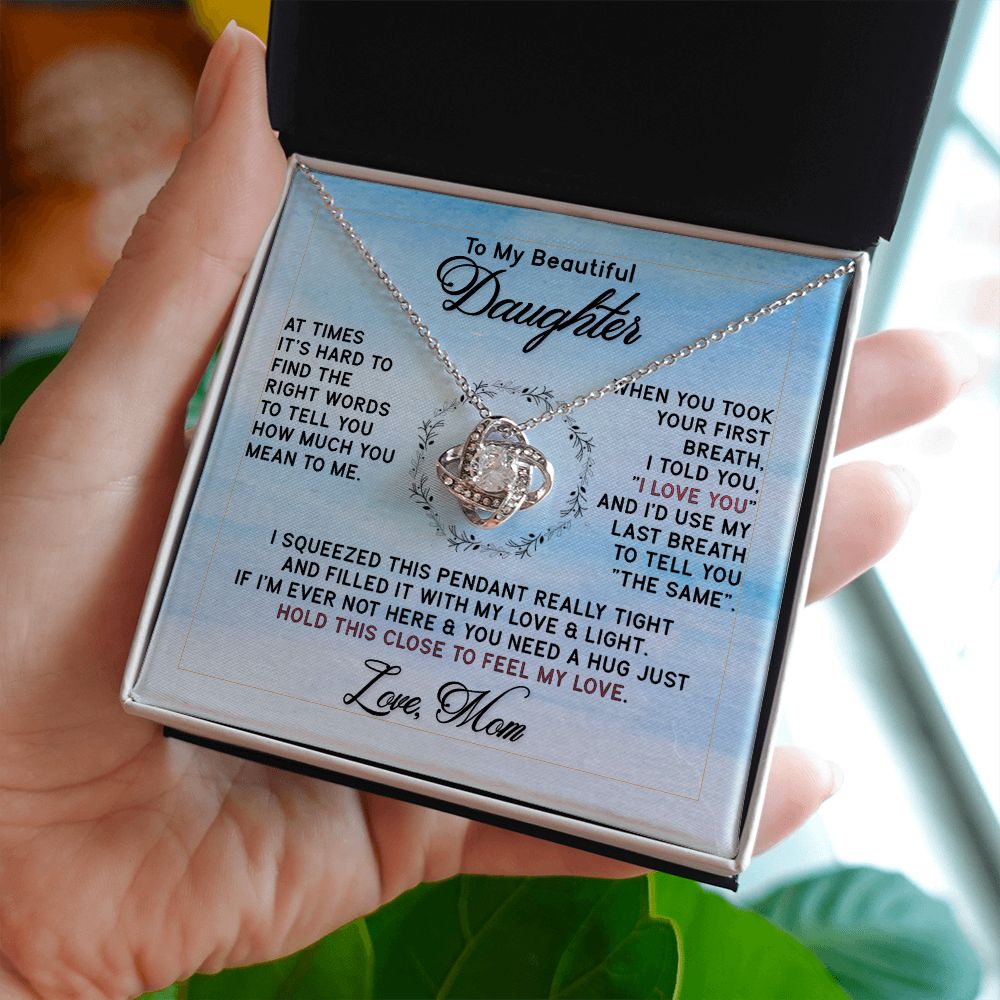 To My Beautiful
Daughter
AT TIMES
IT'S HARD TO
FIND THE
RIGHT WORDS
TO TELL YOU
HOW MUCH YOU
MEAN TO ME.
WHEN YOU TOOK
YOUR FIRST
BREATH,
I TOLD YOU,
"I LOVE YOU"
AND I'D USE MY
LAST BREATH
TO TELL YOU
"THE SAME".
I SQUEEZED THIS PENDANT REALLY TIGHT
AND FILLED IT WITH MY LOVE & LIGHT.
IF I'M EVER NOT HERE & YOU NEED A HUG JUST
HOLD THIS CLOSE TO FEEL MY LOVE.
Love, Mom